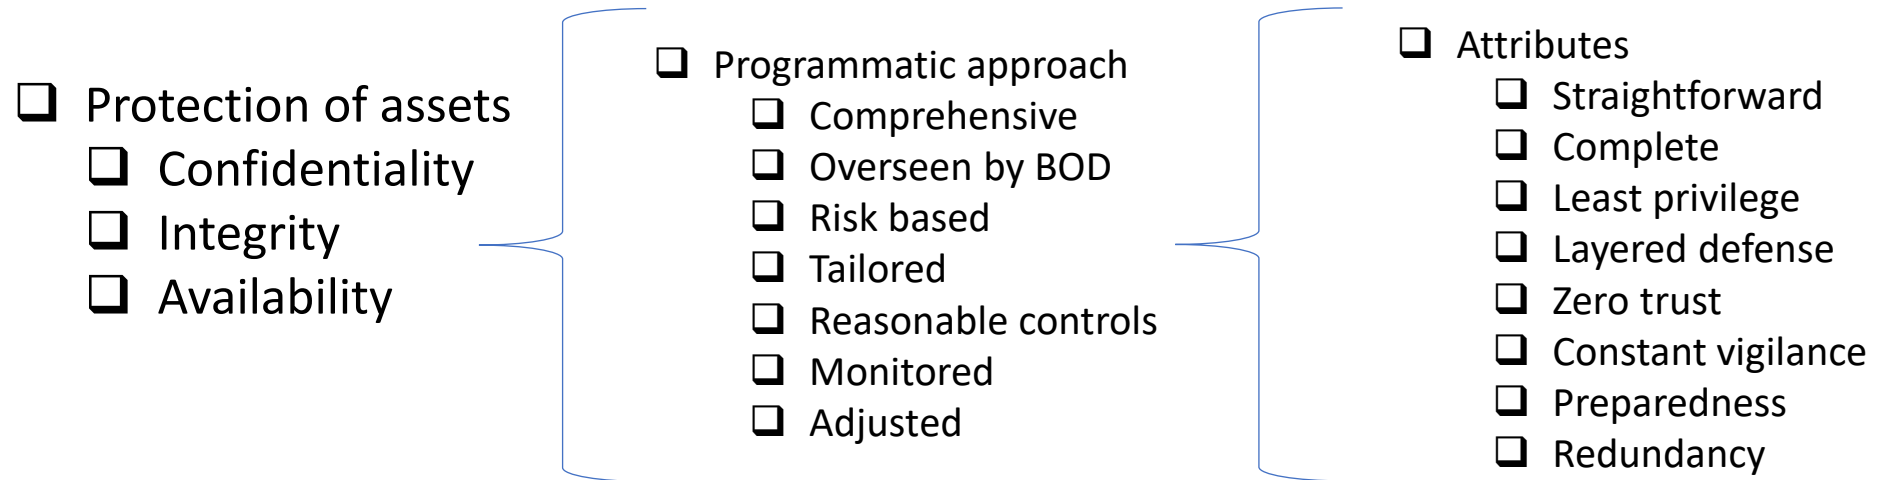 Protection of assets
Confidentiality
Integrity
Availability
Programmatic approach
Comprehensive
Overseen by BOD
Risk based
Tailored
Reasonable controls
Monitored
Adjusted
Attributes
Straightforward
Complete
Least privilege
Layered defense
Zero trust
Constant vigilance
Preparedness
Redundancy